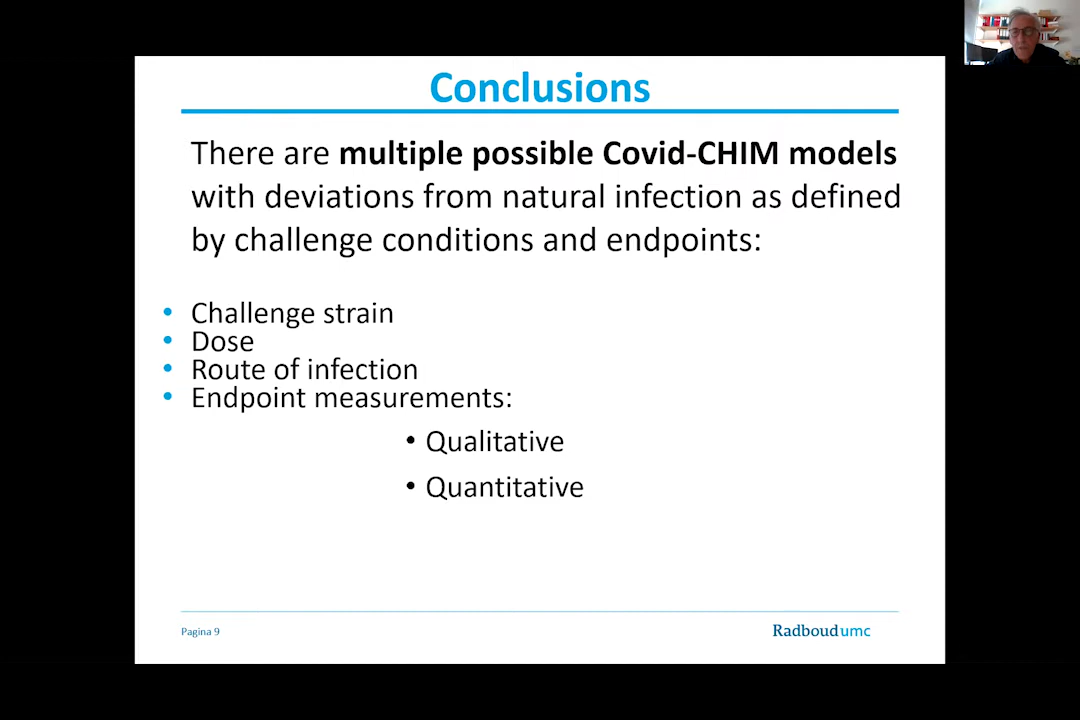 Conclusions
There are multiple possible Covid-CHIM models
with deviations from natural infection as defined
by challenge conditions and endpoints:
• Challenge strain
• Dose
• Route of infection
• Endpoint measurements:
• Qualitative
• Quantitative
Pagina 9
Radboudumc